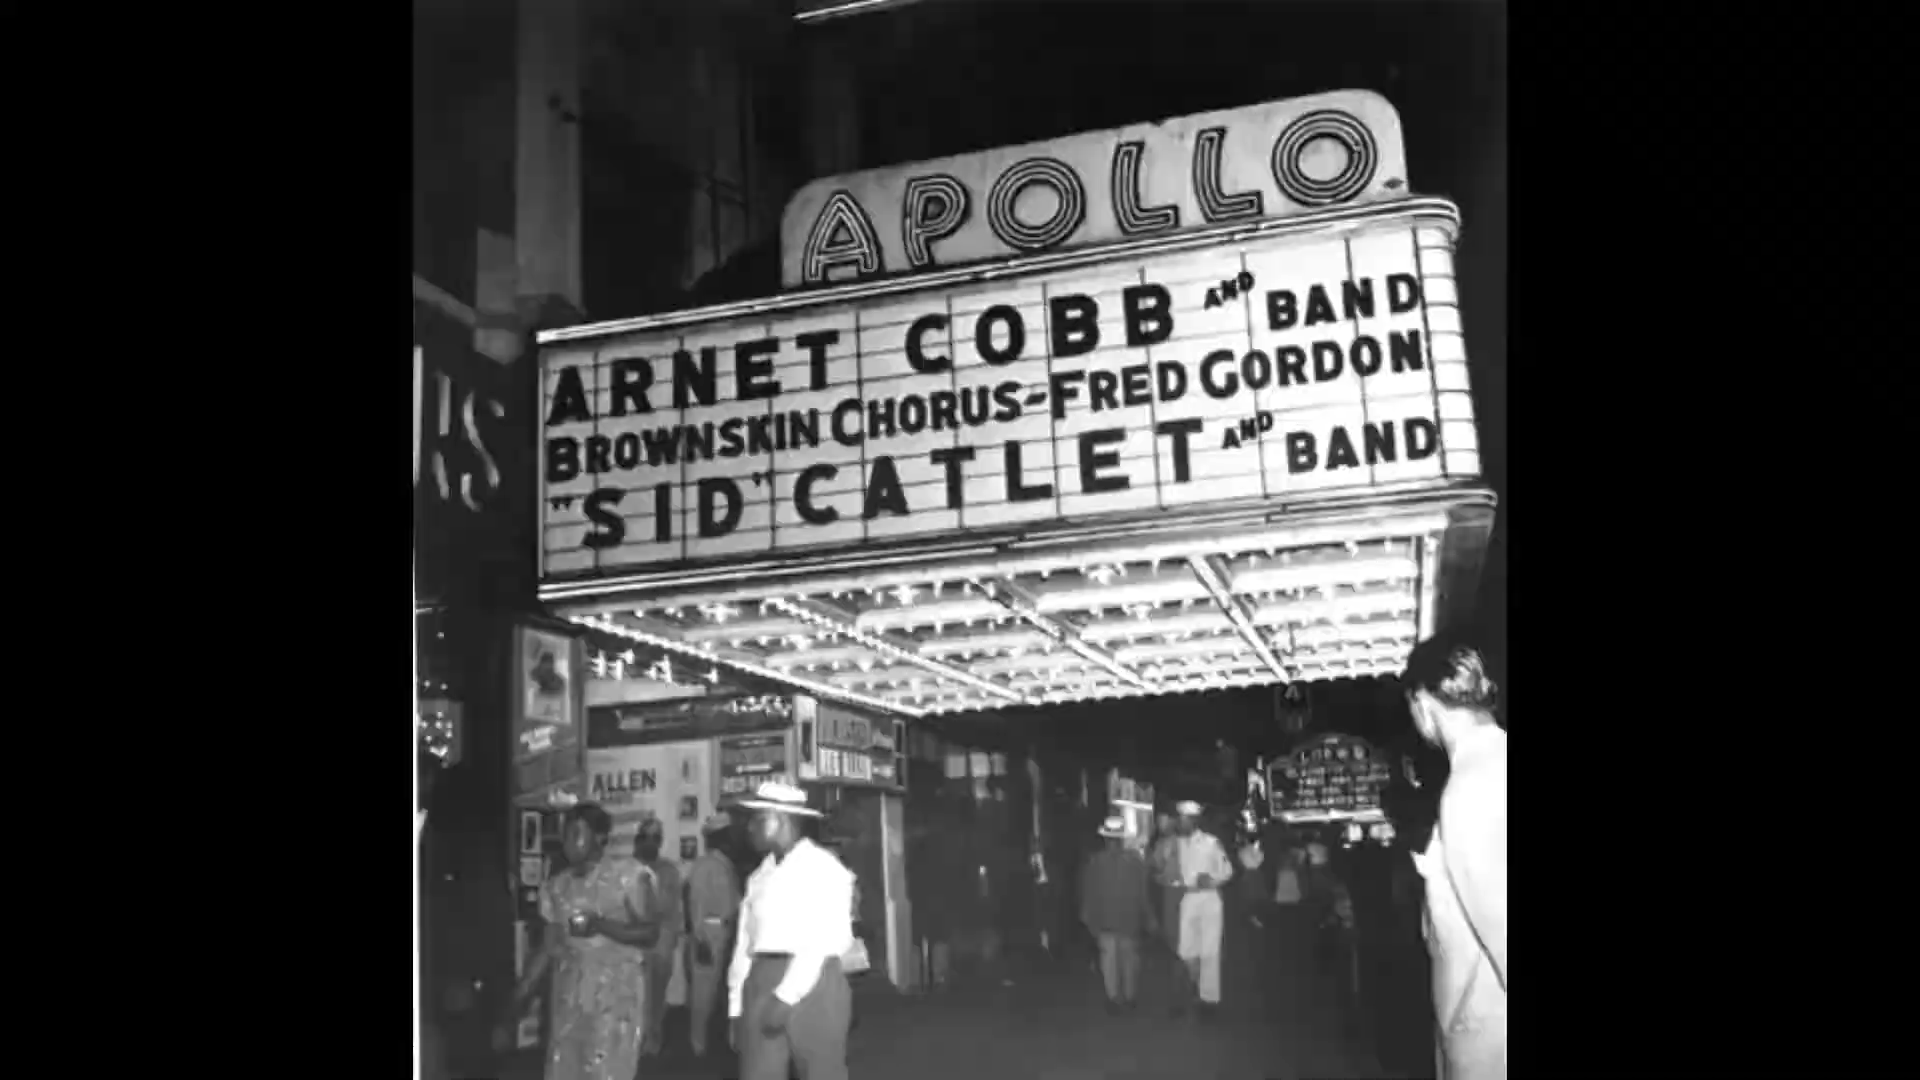 APOLLO
ARNET COBB AND BAND
BROWNSKIN CHORUS-FRED GORDON
"SID" CATLET AND BAND
ALLEN